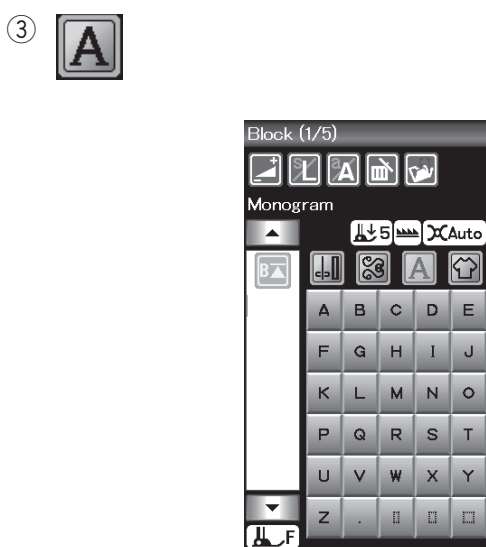 ③ A
Block (1/5)
S L a A
Monogram
5 Auto
B A
A B C D E
F G H I J
K L M N O
P Q R S T
U V W X Y
Z .
F